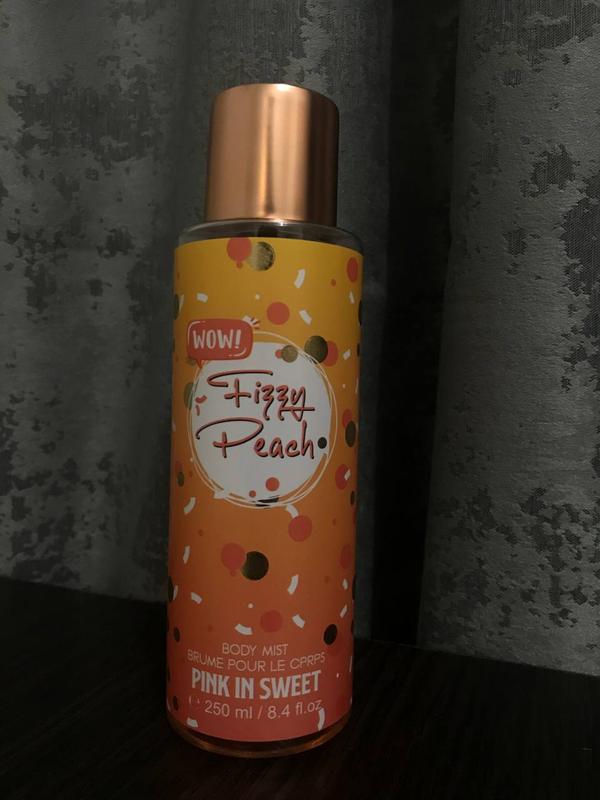 WOW!
Fizzy
Peach
BODY MIST
BRUME POUR LE CPRPS
PINK IN SWEET
250 ml / 8.4 fl.oz